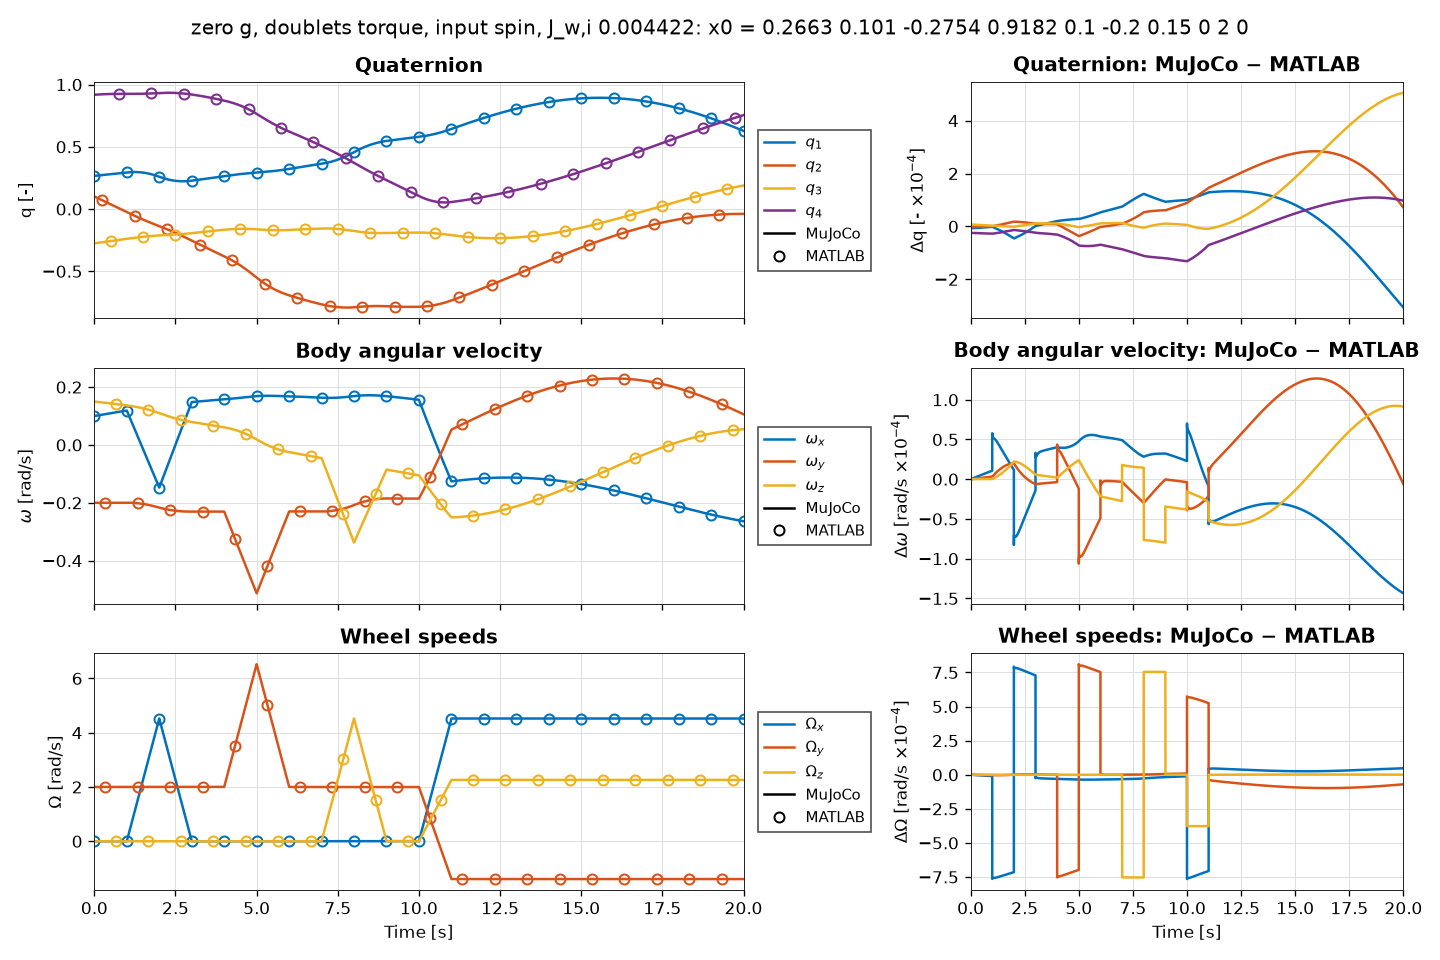 zero g, doublets torque, input spin, J_w,i 0.004422: x0 = 0.2663 0.101 -0.2754 0.9182 0.1 -0.2 0.15 0 2 0
Quaternion
q [-]
1.0
0.5
0.0
−0.5
q₁
q₂
q₃
q₄
MuJoCo
MATLAB
Quaternion: MuJoCo − MATLAB
Δq [- ×10⁻⁴]
4
2
0
−2
Body angular velocity
ω [rad/s]
0.2
0.0
−0.2
−0.4
ωₓ
ω_y
ω_z
MuJoCo
MATLAB
Body angular velocity: MuJoCo − MATLAB
Δω [rad/s ×10⁻⁴]
1.0
0.5
0.0
−0.5
−1.0
−1.5
Wheel speeds
Ω [rad/s]
6
4
2
0
0.0 2.5 5.0 7.5 10.0 12.5 15.0 17.5 20.0
Time [s]
Ωₓ
Ω_y
Ω_z
MuJoCo
MATLAB
Wheel speeds: MuJoCo − MATLAB
ΔΩ [rad/s ×10⁻⁴]
7.5
5.0
2.5
0.0
−2.5
−5.0
−7.5
0.0 2.5 5.0 7.5 10.0 12.5 15.0 17.5 20.0
Time [s]